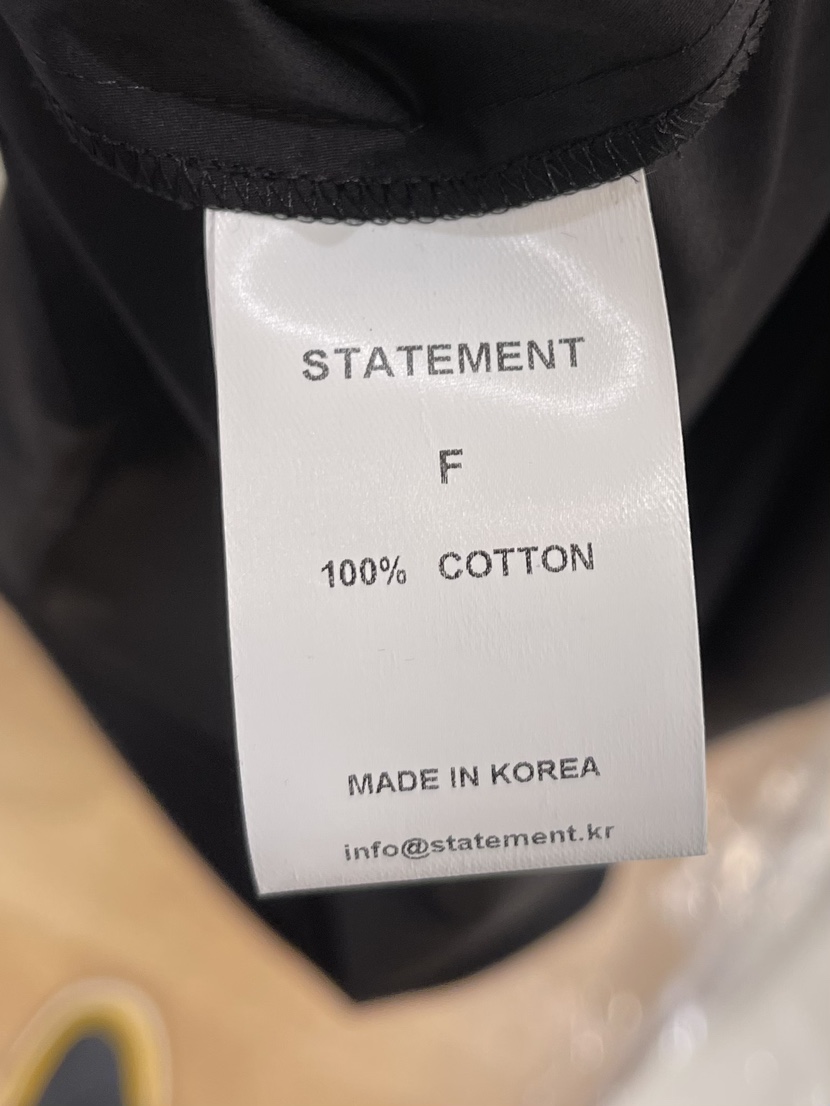 STATEMENT
F
100% COTTON
MADE IN KOREA
info@statement.kr